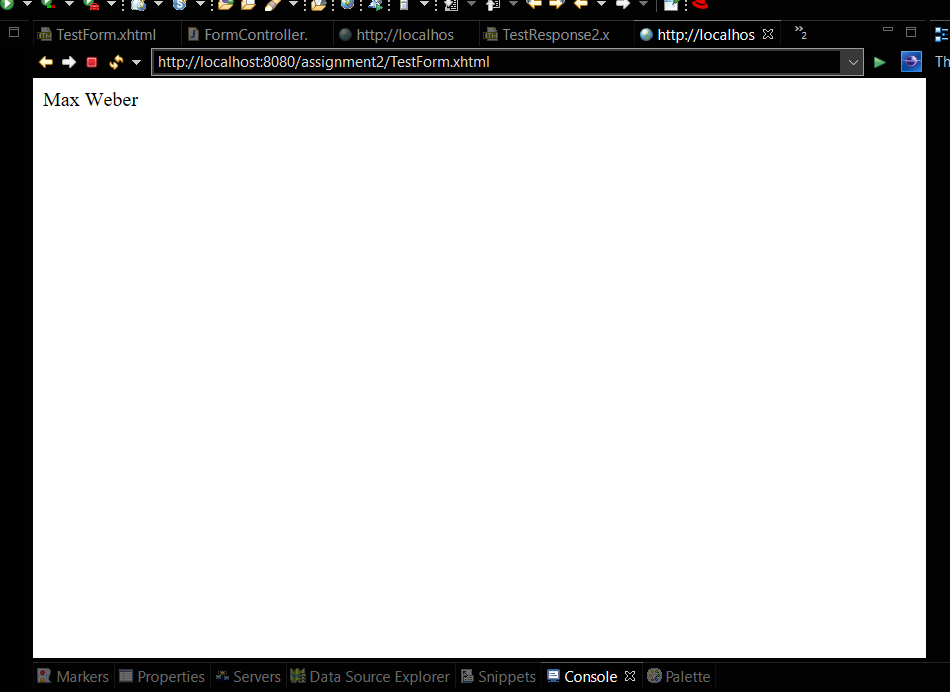 TestForm.xhtml FormController. http://localhos TestResponse2.x http://localhos »2
http://localhost:8080/assignment2/TestForm.xhtml Th
Max Weber
Markers Properties Servers Data Source Explorer Snippets Console Palette